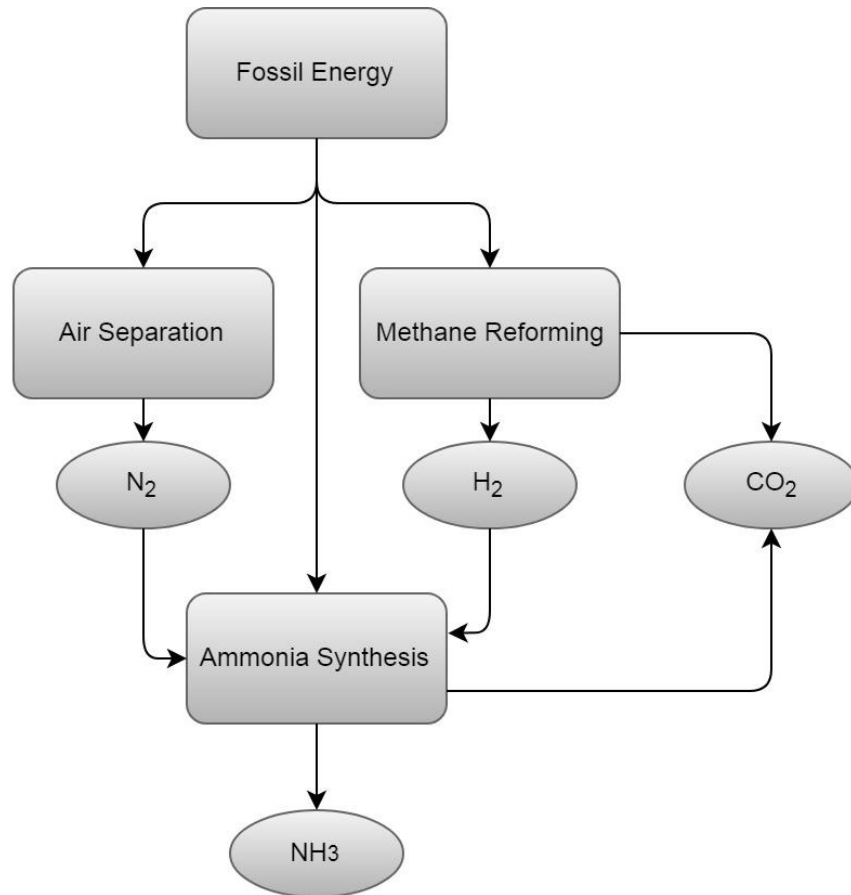 Fossil Energy
Air Separation
Methane Reforming
N₂
H₂
CO₂
Ammonia Synthesis
NH3